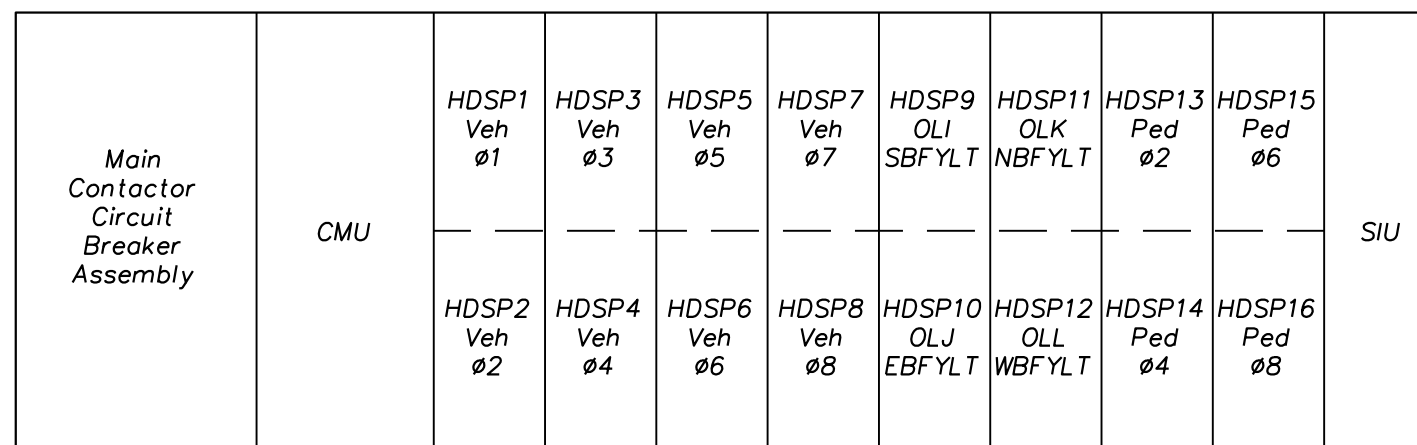 Main
Contactor
Circuit
Breaker
Assembly
CMU
HDSP1
Veh
ø1
HDSP2
Veh
ø2
HDSP3
Veh
ø3
HDSP4
Veh
ø4
HDSP5
Veh
ø5
HDSP6
Veh
ø6
HDSP7
Veh
ø7
HDSP8
Veh
ø8
HDSP9
OLI
SBFYLT
HDSP10
OLJ
EBFYLT
HDSP11
OLK
NBFYLT
HDSP12
OLL
WBFYLT
HDSP13
Ped
ø2
HDSP14
Ped
ø4
HDSP15
Ped
ø6
HDSP16
Ped
ø8
SIU